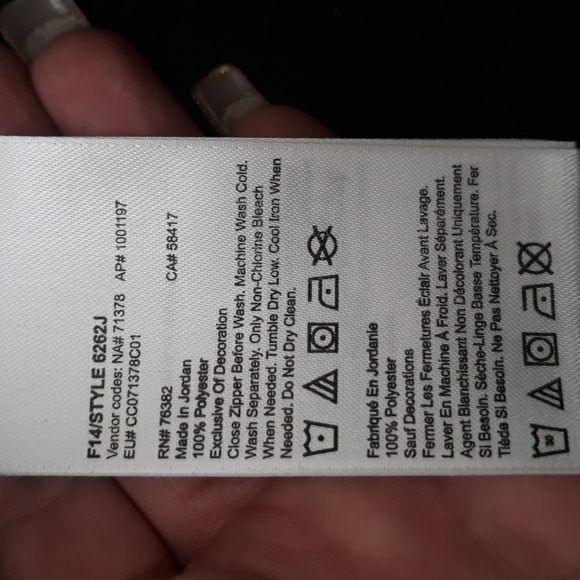 F14/STYLE 6262J
Vendor codes: NA# 71378 AP# 1001197
EU# CC071378C01
RN# 76382 CA# 58417
Made In Jordan
100% Polyester
Exclusive Of Decoration
Close Zipper Before Wash. Machine Wash Cold.
Wash Separately. Only Non-Chlorine Bleach
When Needed. Tumble Dry Low. Cool Iron When
Needed. Do Not Dry Clean.
Fabriqué En Jordanie
100% Polyester
Sauf Decorations
Fermer Les Fermetures Éclair Avant Lavage.
Laver En Machine À Froid. Laver Séparément.
Agent Blanchissant Non Décolorant Uniquement
Si Besoin. Sèche-Linge Basse Température. Fer
Tiède Si Besoin. Ne Pas Nettoyer À Sec.
30